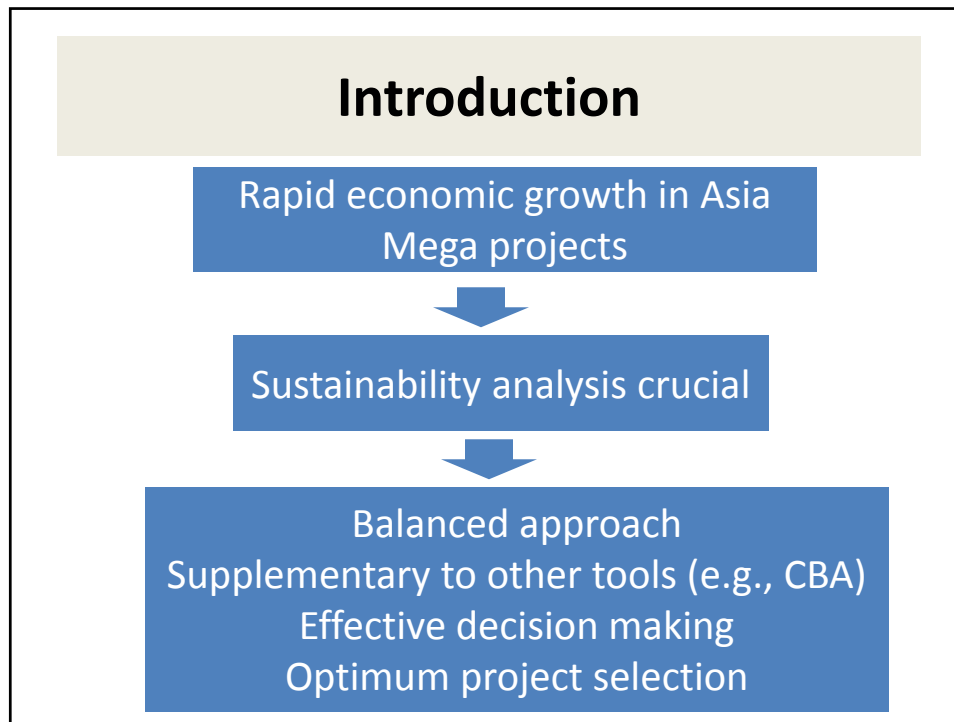 Introduction
Rapid economic growth in Asia
Mega projects
Sustainability analysis crucial
Balanced approach
Supplementary to other tools (e.g., CBA)
Effective decision making
Optimum project selection